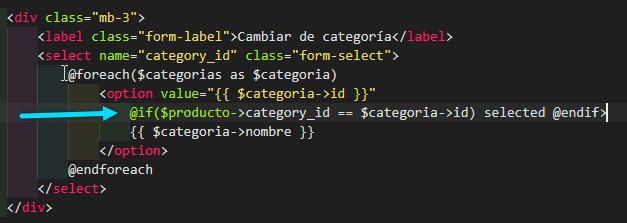 <div class="mb-3">
<label class="form-label">Cambiar de categoría</label>
<select name="category_id" class="form-select">
@foreach($categorias as $categoria)
<option value="{{ $categoria->id }}"
@if($producto->category_id == $categoria->id) selected @endif>
{{ $categoria->nombre }}
</option>
@endforeach
</select>
</div>